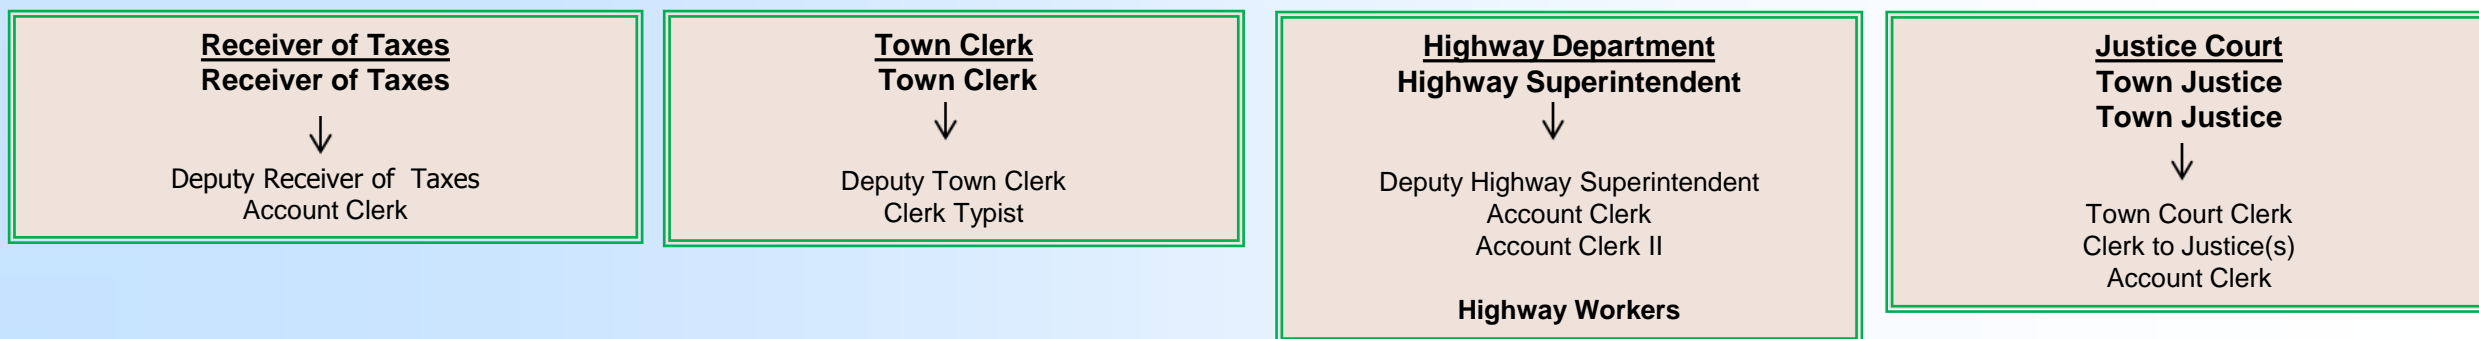 Receiver of Taxes
Receiver of Taxes
Deputy Receiver of  Taxes
Account Clerk
Town Clerk
Town Clerk
Deputy Town Clerk
Clerk Typist
Highway Department
Highway Superintendent
Deputy Highway Superintendent
Account Clerk
Account Clerk II
Highway Workers
Justice Court
Town Justice
Town Justice
Town Court Clerk
Clerk to Justice(s)
Account Clerk